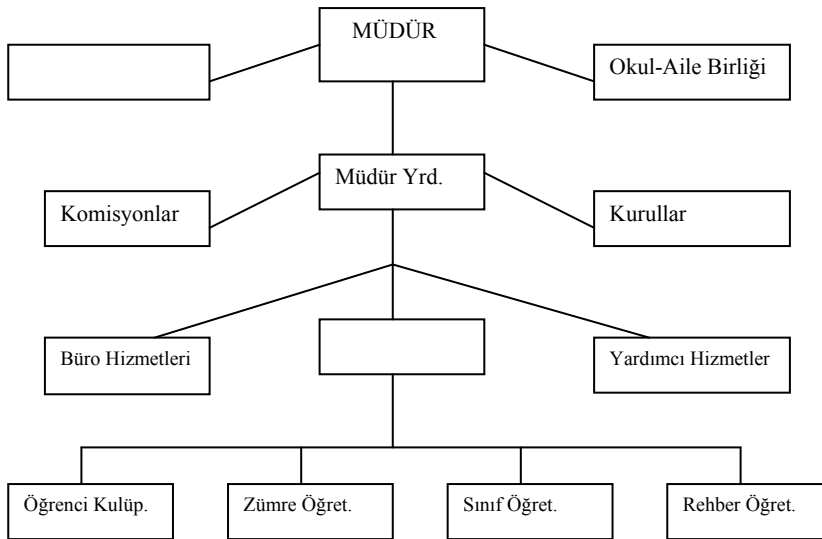 MÜDÜR
Okul-Aile Birliği
Müdür Yrd.
Komisyonlar
Kurullar
Büro Hizmetleri
Yardımcı Hizmetler
Öğrenci Kulüp.
Zümre Öğret.
Sınıf Öğret.
Rehber Öğret.